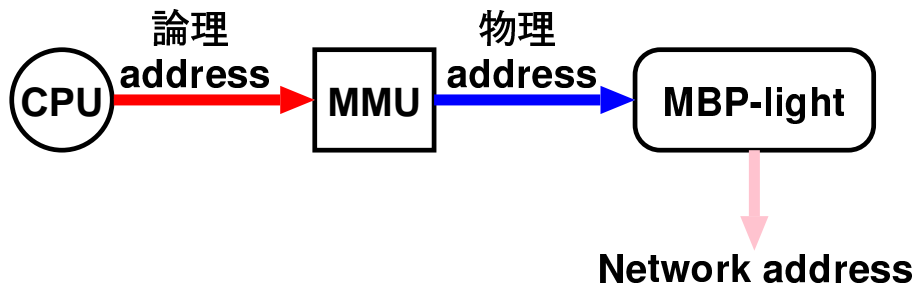 論理
address
物理
address
CPU
MMU
MBP-light
Network address